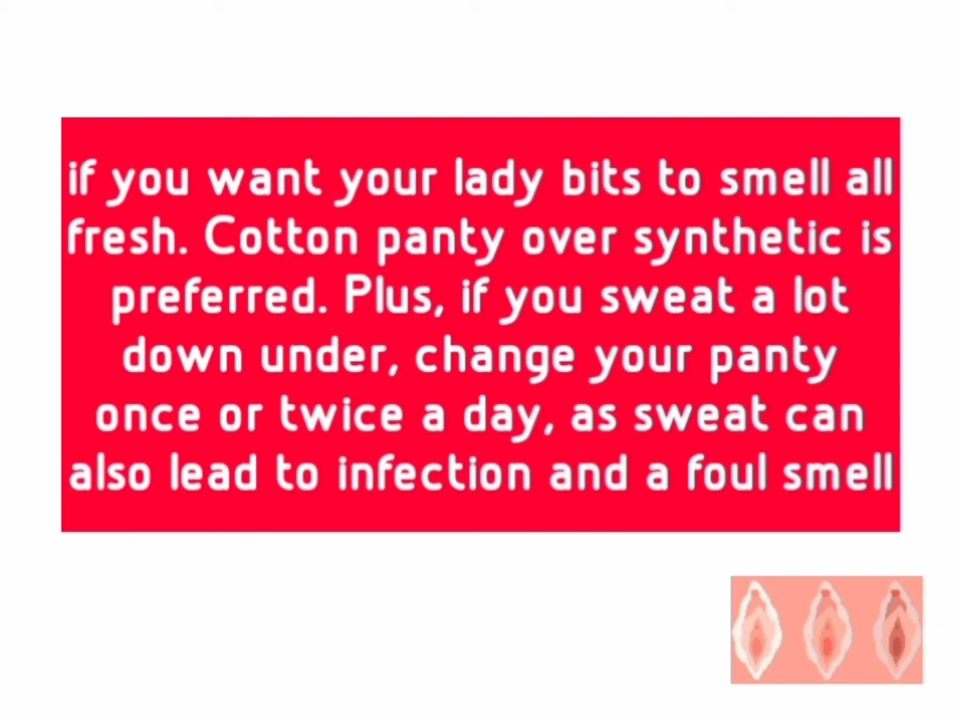 if you want your lady bits to smell all
fresh. Cotton panty over synthetic is
preferred. Plus, if you sweat a lot
down under, change your panty
once or twice a day, as sweat can
also lead to infection and a foul smell